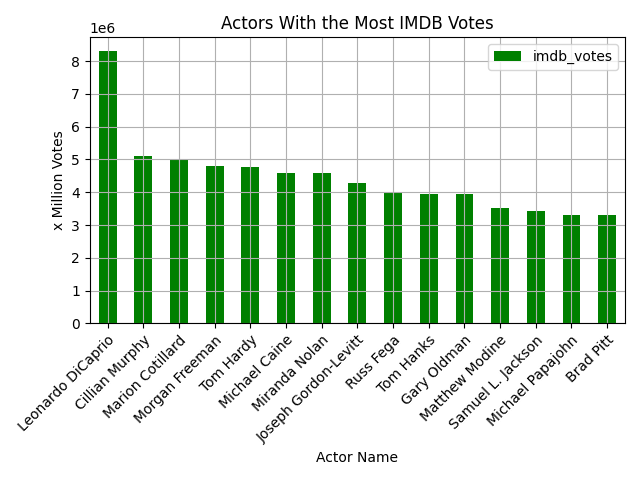 Actors With the Most IMDB Votes
1e6
imdb_votes
x Million Votes
8
7
6
5
4
3
2
1
0
Leonardo DiCaprio
Cillian Murphy
Marion Cotillard
Morgan Freeman
Tom Hardy
Michael Caine
Miranda Nolan
Joseph Gordon-Levitt
Russ Fega
Tom Hanks
Gary Oldman
Matthew Modine
Samuel L. Jackson
Michael Papajohn
Brad Pitt
Actor Name